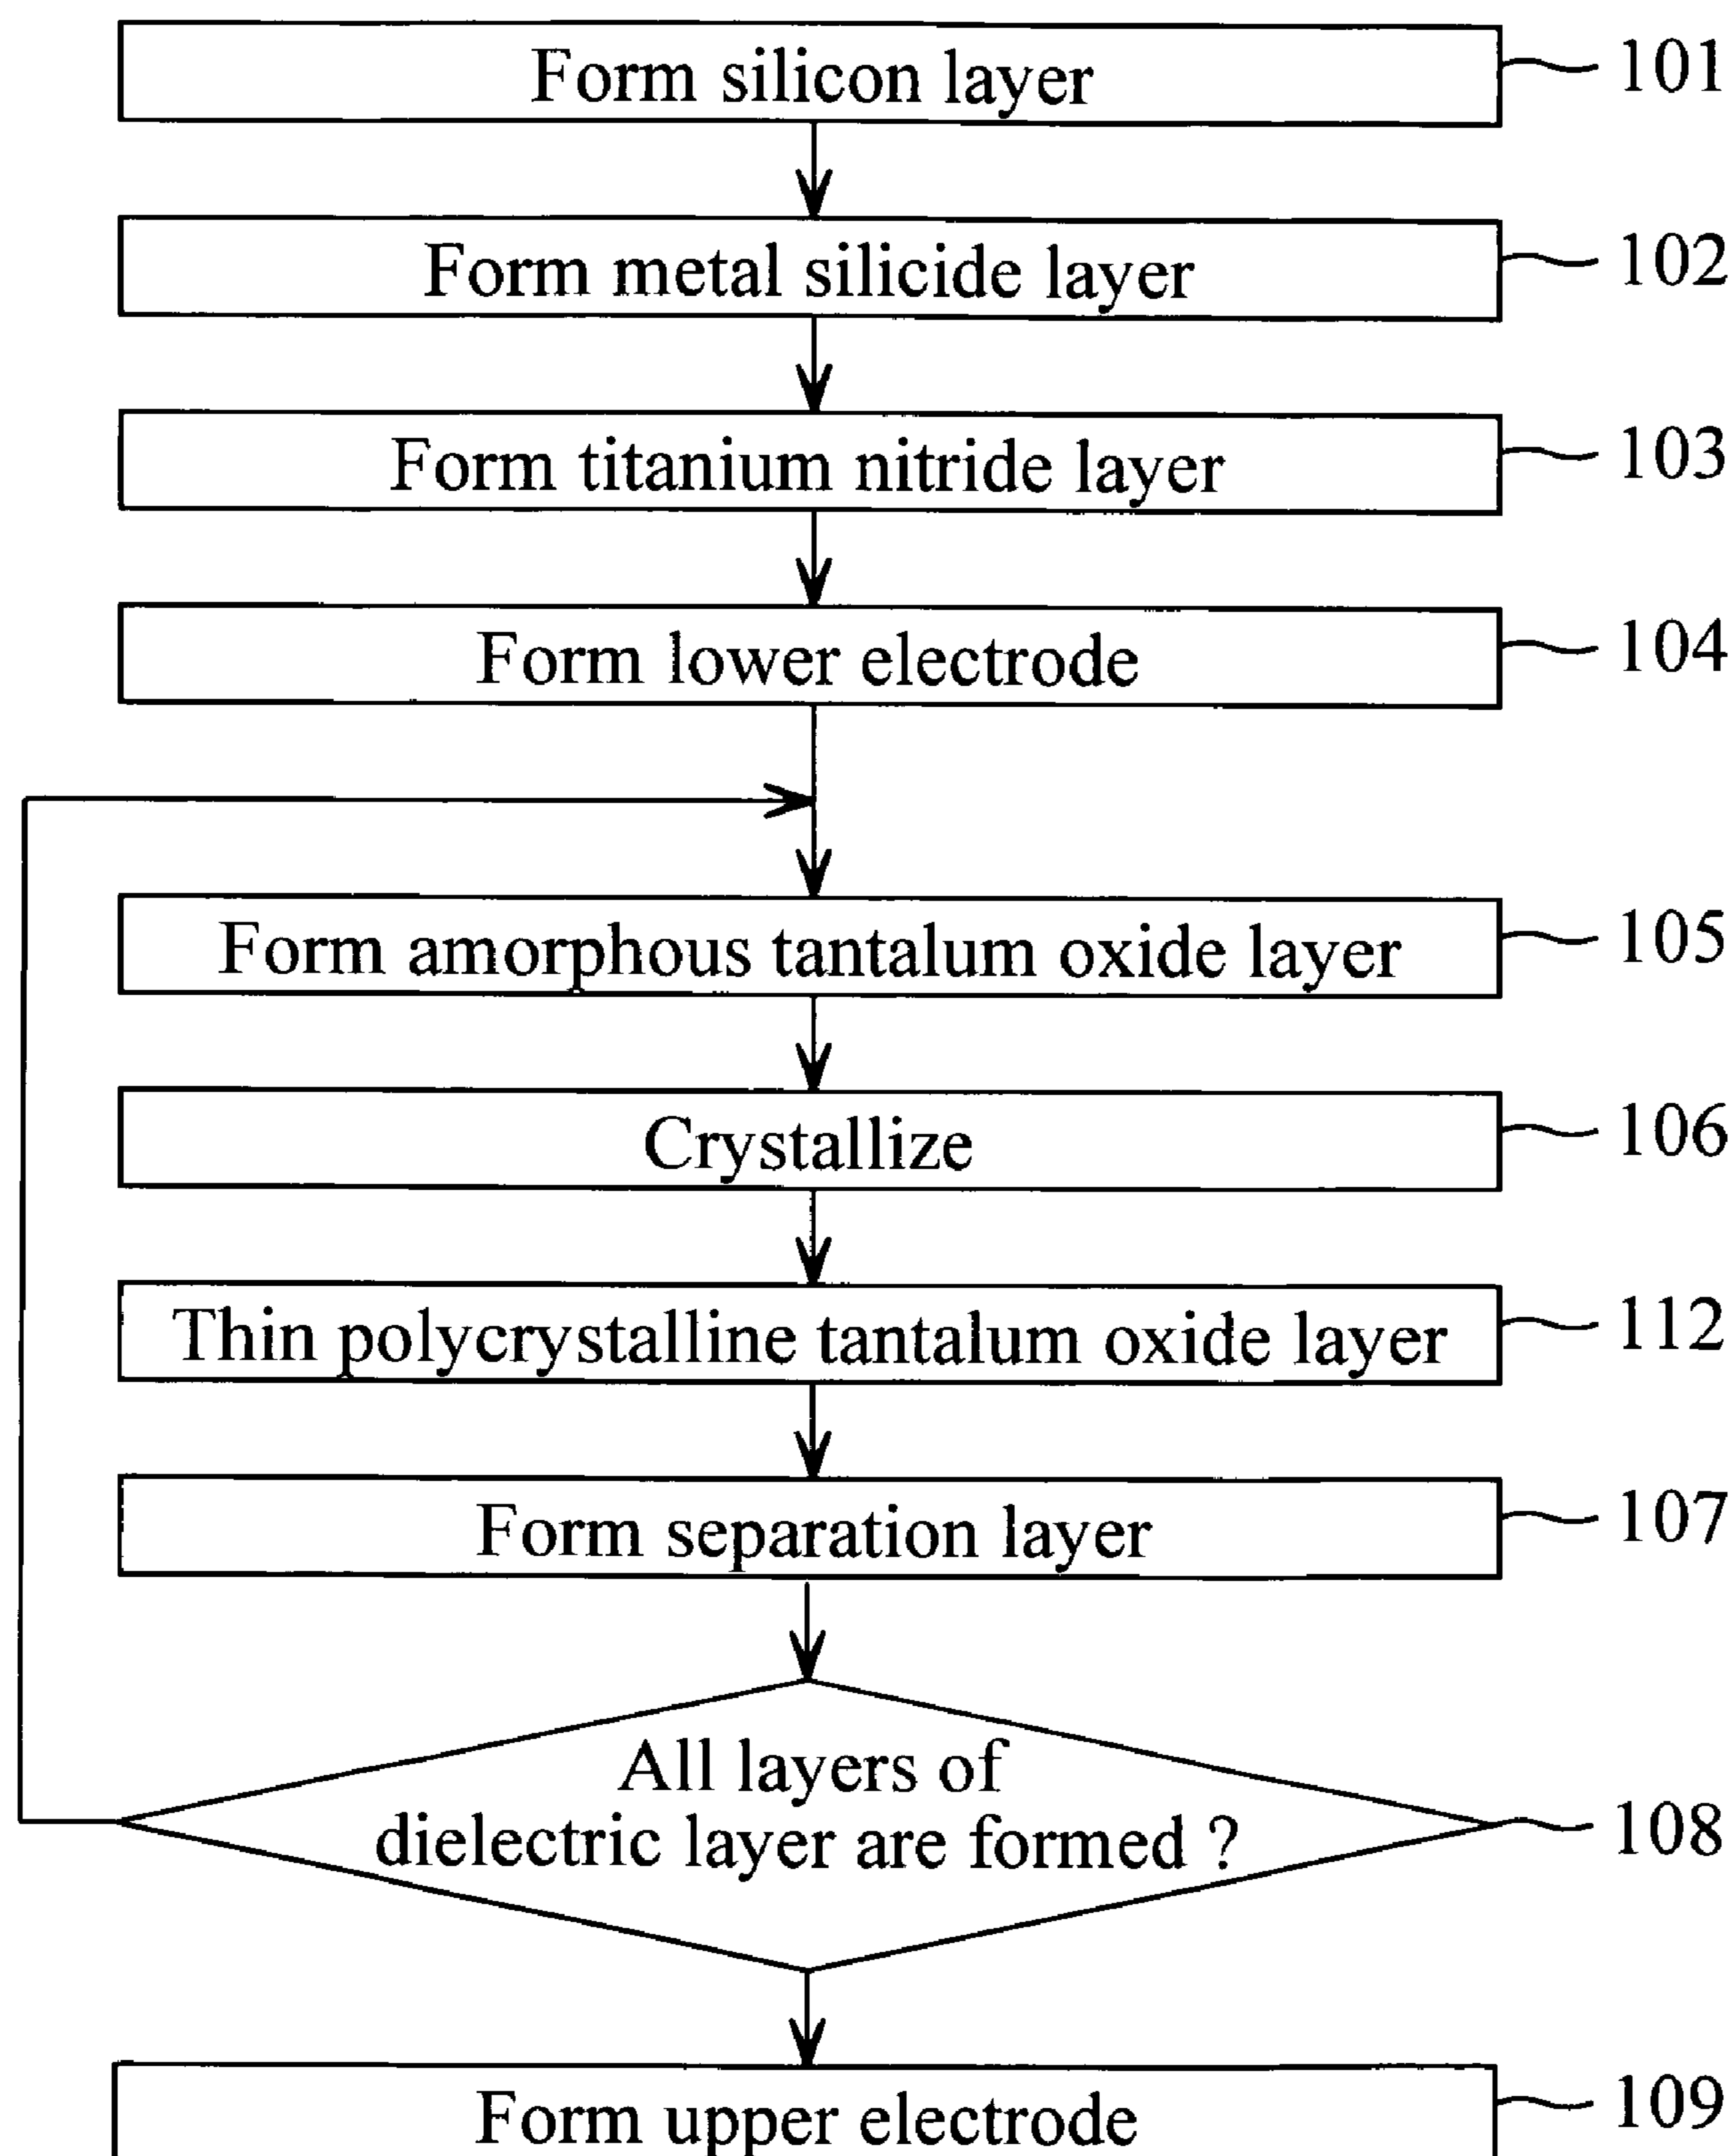 Form silicon layer 101
Form metal silicide layer 102
Form titanium nitride layer 103
Form lower electrode 104
Form amorphous tantalum oxide layer 105
Crystallize 106
Thin polycrystalline tantalum oxide layer 112
Form separation layer 107
All layers of
dielectric layer are formed ? 108
Form upper electrode 109